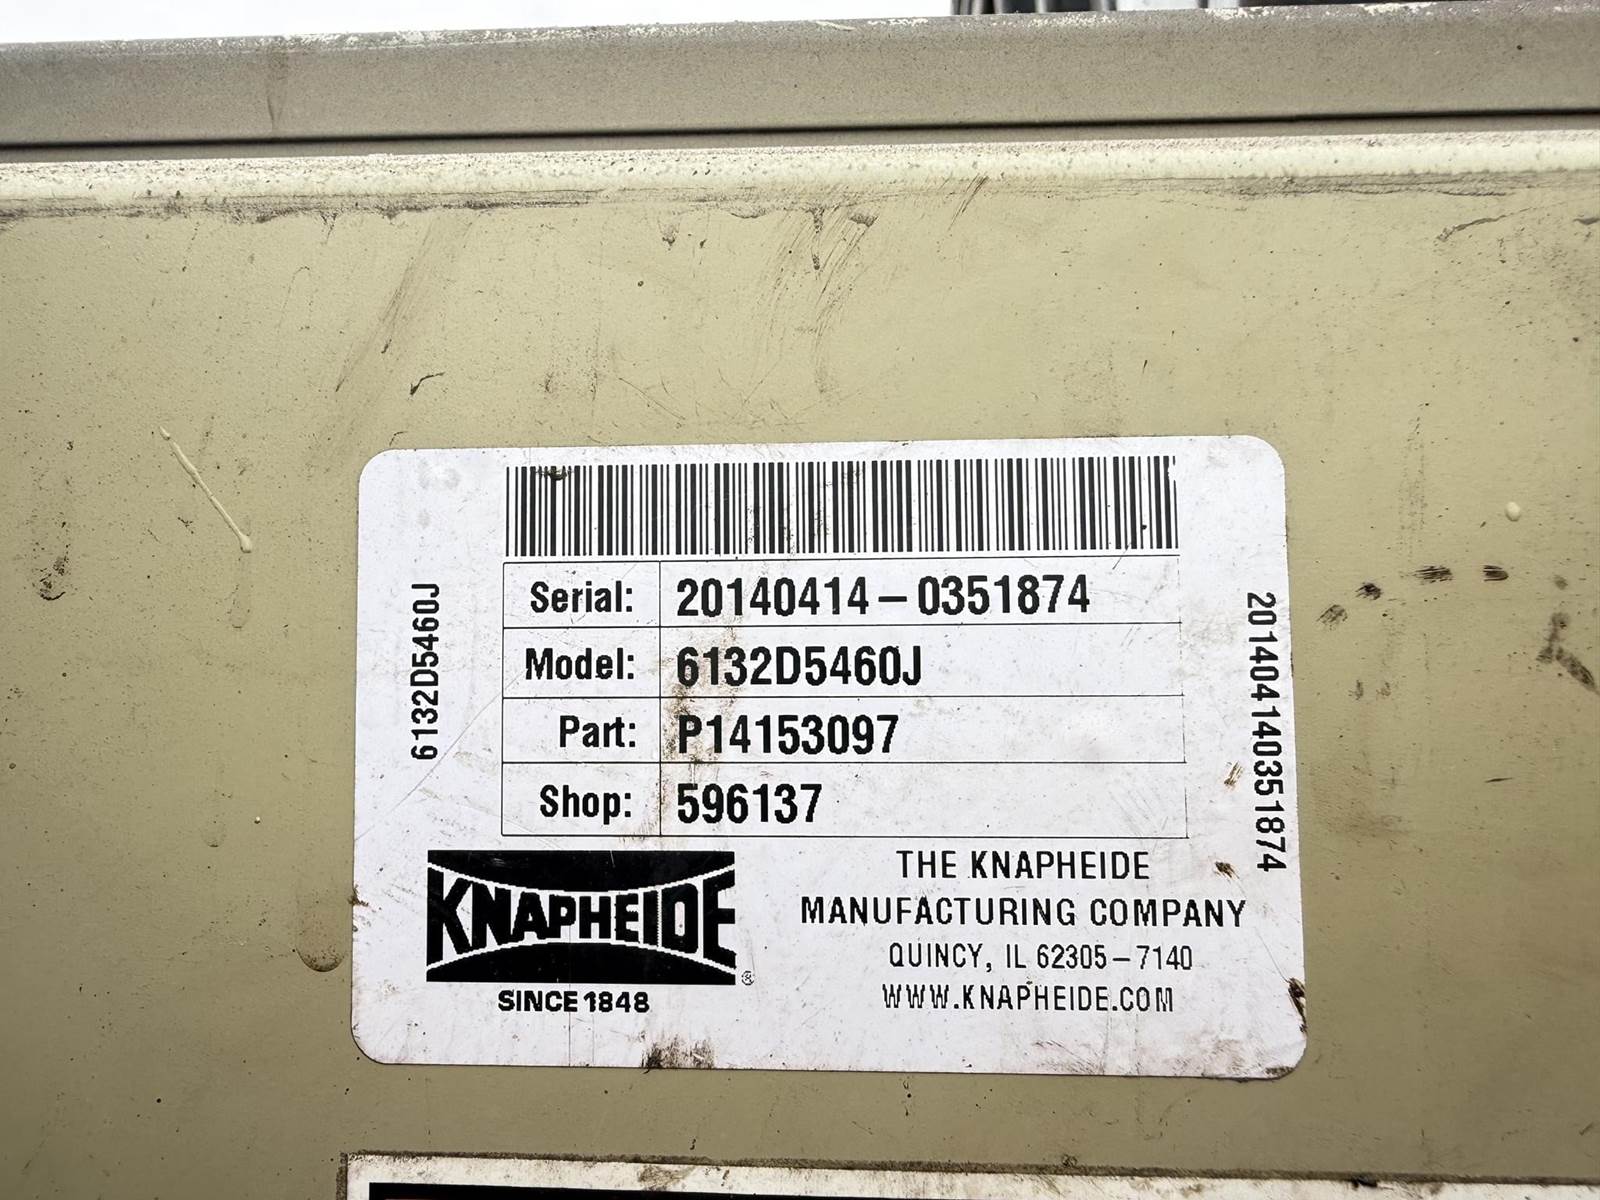 Serial: 20140414-0351874
Model: 6132D5460J
Part: P14153097
Shop: 596137
6132D5460J
201404140351874
KNAPHEIDE®
SINCE 1848
THE KNAPHEIDE
MANUFACTURING COMPANY
QUINCY, IL 62305-7140
WWW.KNAPHEIDE.COM